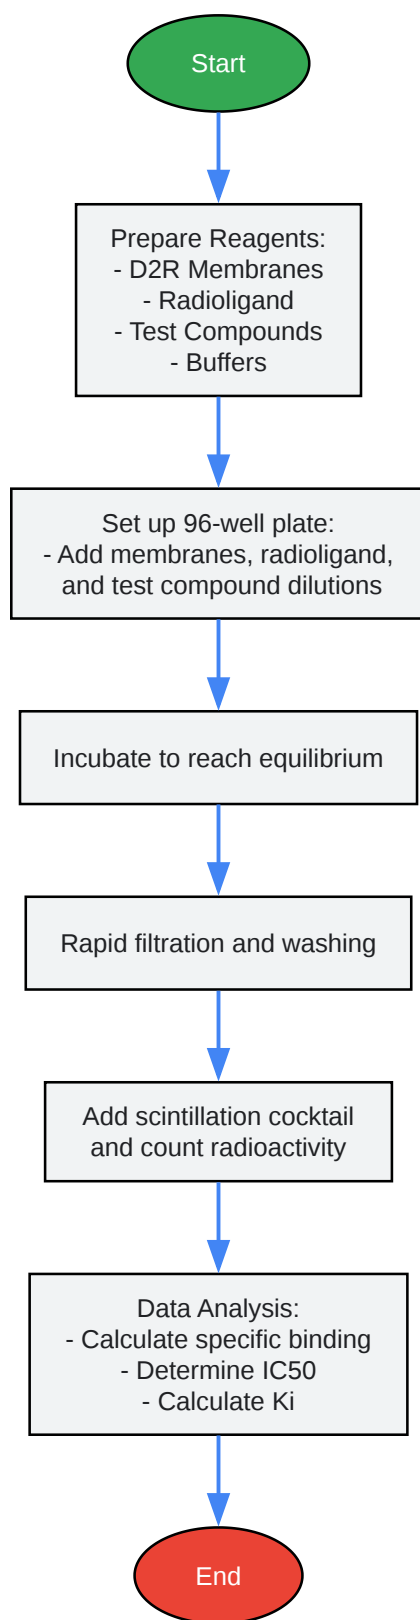 Start
Prepare Reagents:
- D2R Membranes
- Radioligand
- Test Compounds
- Buffers
Set up 96-well plate:
- Add membranes, radioligand,
and test compound dilutions
Incubate to reach equilibrium
Rapid filtration and washing
Add scintillation cocktail
and count radioactivity
Data Analysis:
- Calculate specific binding
- Determine IC50
- Calculate Ki
End